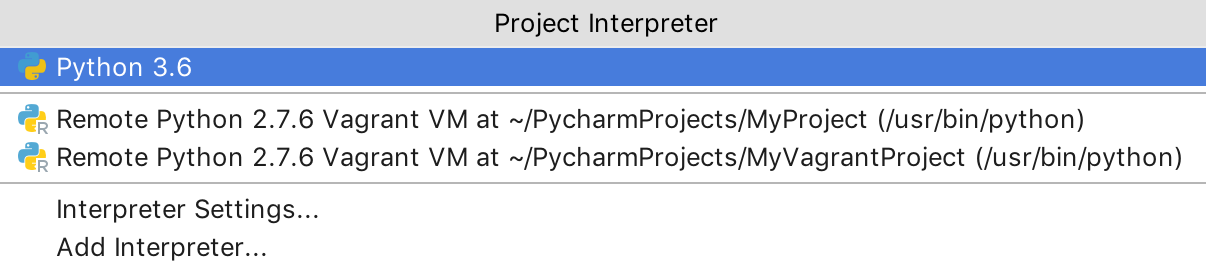 Project Interpreter
Python 3.6
Remote Python 2.7.6 Vagrant VM at ~/PycharmProjects/MyProject (/usr/bin/python)
Remote Python 2.7.6 Vagrant VM at ~/PycharmProjects/MyVagrantProject (/usr/bin/python)
Interpreter Settings...
Add Interpreter...